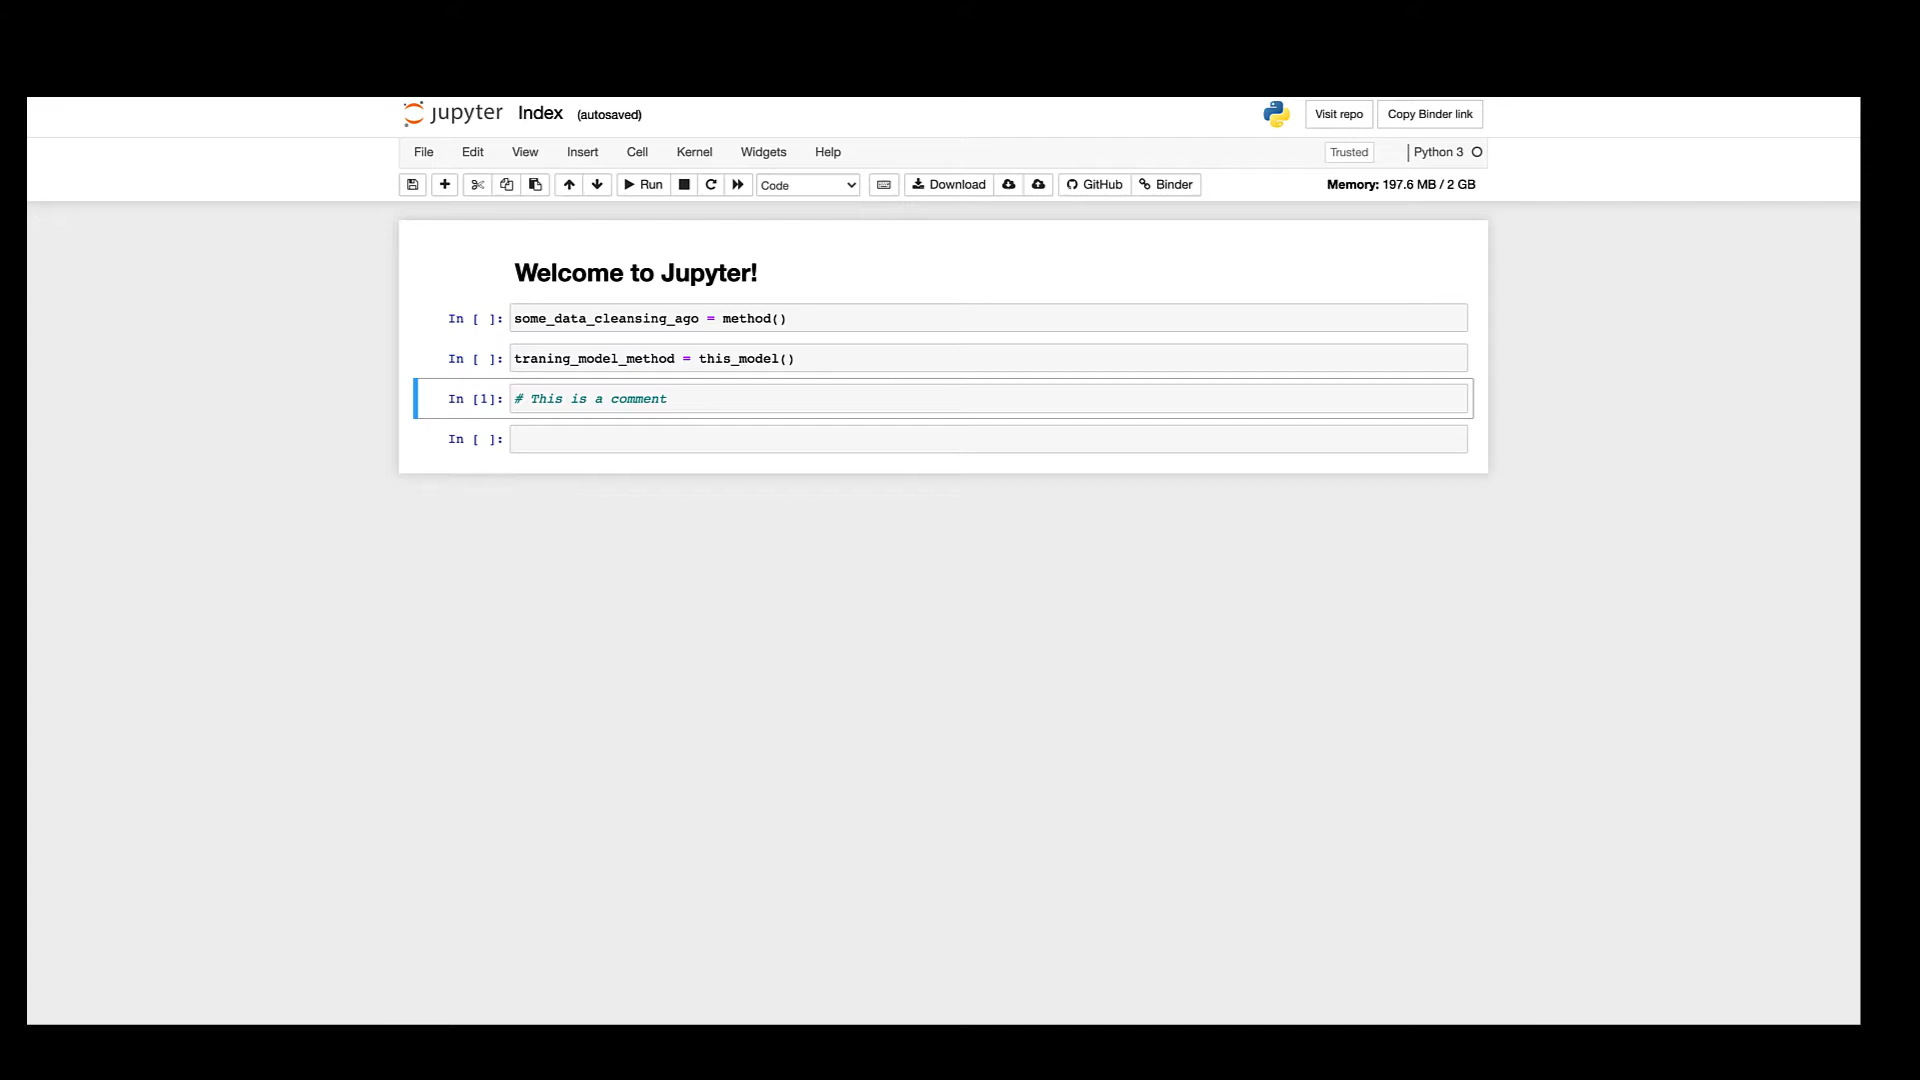 jupyter Index (autosaved)
Visit repo
Copy Binder link
File Edit View Insert Cell Kernel Widgets Help
Trusted
Python 3
Run
Code
Download
GitHub
Binder
Memory: 197.6 MB / 2 GB
Welcome to Jupyter!
In [ ]: some_data_cleansing_ago = method()
In [ ]: traning_model_method = this_model()
In [1]: # This is a comment
In [ ]: